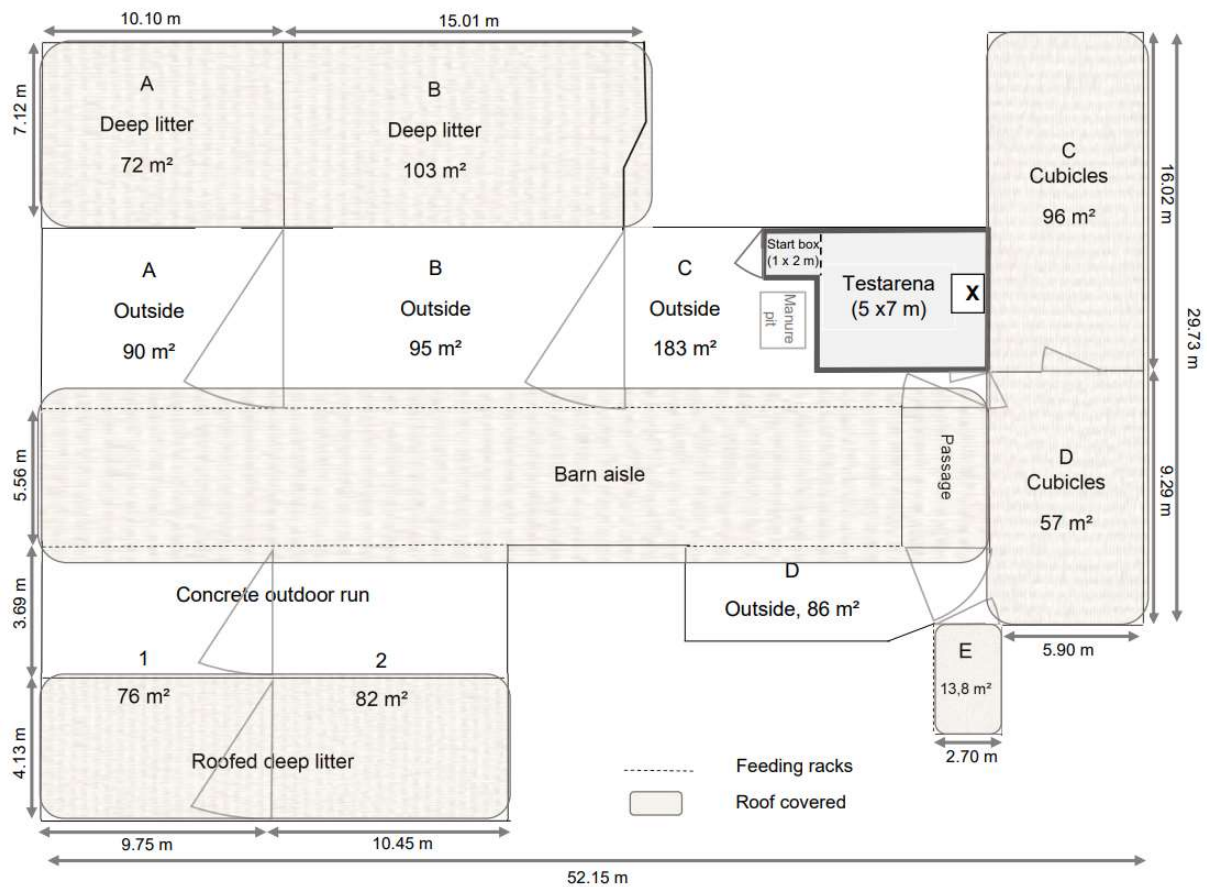 10.10 m
15.01 m
7.12 m
A
Deep litter
72 m²
B
Deep litter
103 m²
C
Cubicles
96 m²
16.02 m
29.73 m
A
Outside
90 m²
B
Outside
95 m²
C
Outside
183 m²
Start box
(1 x 2 m)
Manure
pit
Testarena
(5 x7 m)
X
5.56 m
Barn aisle
Passage
D
Cubicles
57 m²
9.29 m
3.69 m
Concrete outdoor run
D
Outside, 86 m²
1
76 m²
2
82 m²
4.13 m
Roofed deep litter
E
13,8 m²
5.90 m
2.70 m
Feeding racks
Roof covered
9.75 m
10.45 m
52.15 m